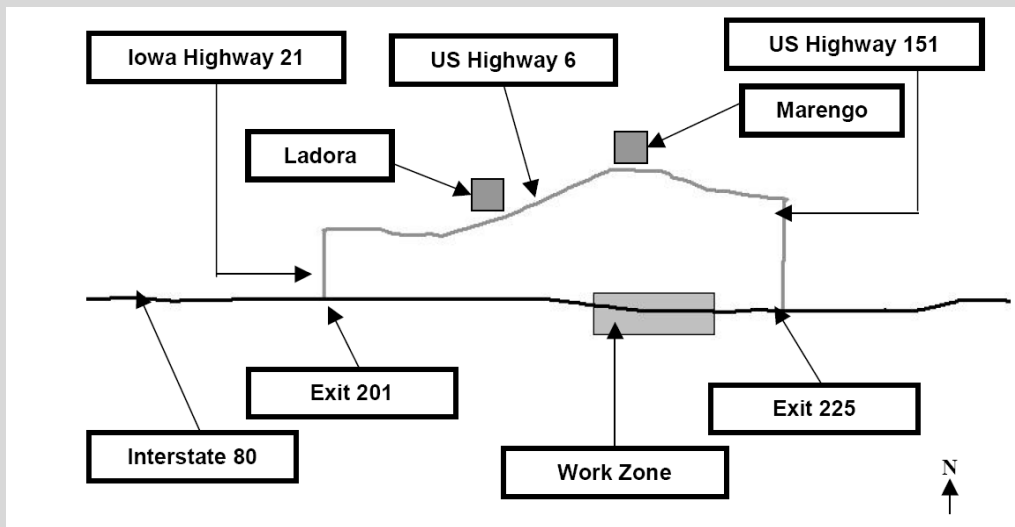 Iowa Highway 21
US Highway 6
US Highway 151
Marengo
Ladora
Exit 201
Exit 225
Interstate 80
Work Zone
N